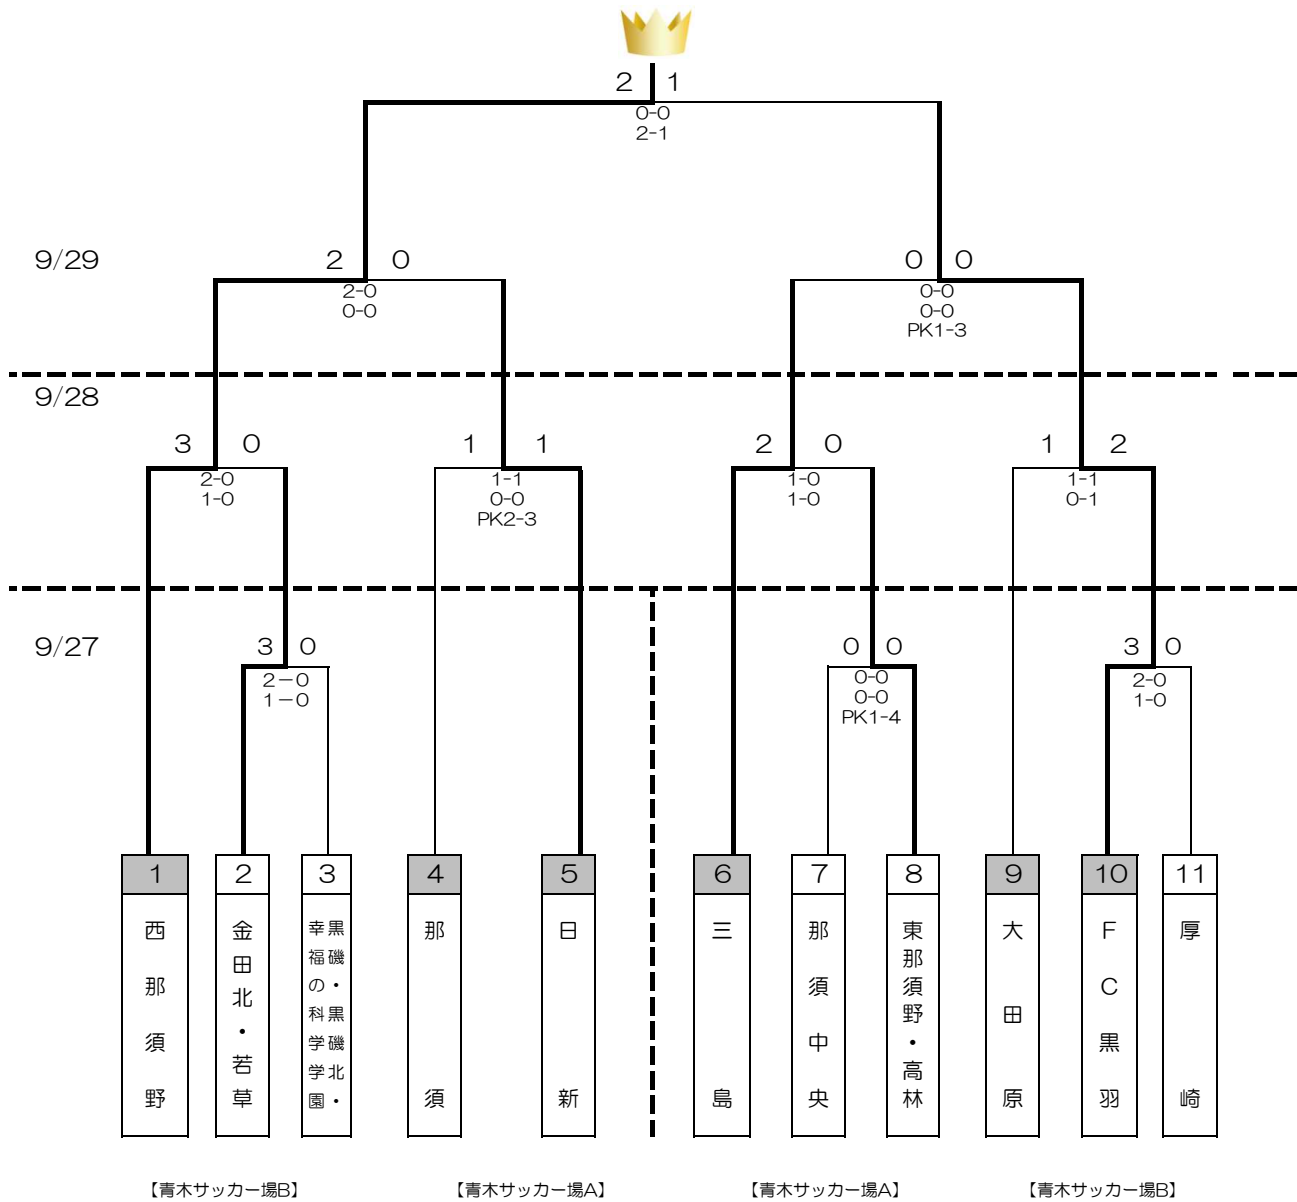 2 1
0-0
2-1
9/29
2 0
2-0
0-0
0 0
0-0
0-0
PK1-3
9/28
3 0
2-0
1-0
1 1
1-1
0-0
PK2-3
2 0
1-0
1-0
1 2
1-1
0-1
9/27
3 0
2－0
1－0
0 0
0-0
0-0
PK1-4
3 0
2-0
1-0
1
西那須野
2
金田北・若草
3
黒磯・黒磯北・
幸福の科学学園
4
那須
5
日新
6
三島
7
那須中央
8
東那須野・高林
9
大田原
10
FC黒羽
11
厚崎
【青木サッカー場B】
【青木サッカー場A】
【青木サッカー場A】
【青木サッカー場B】